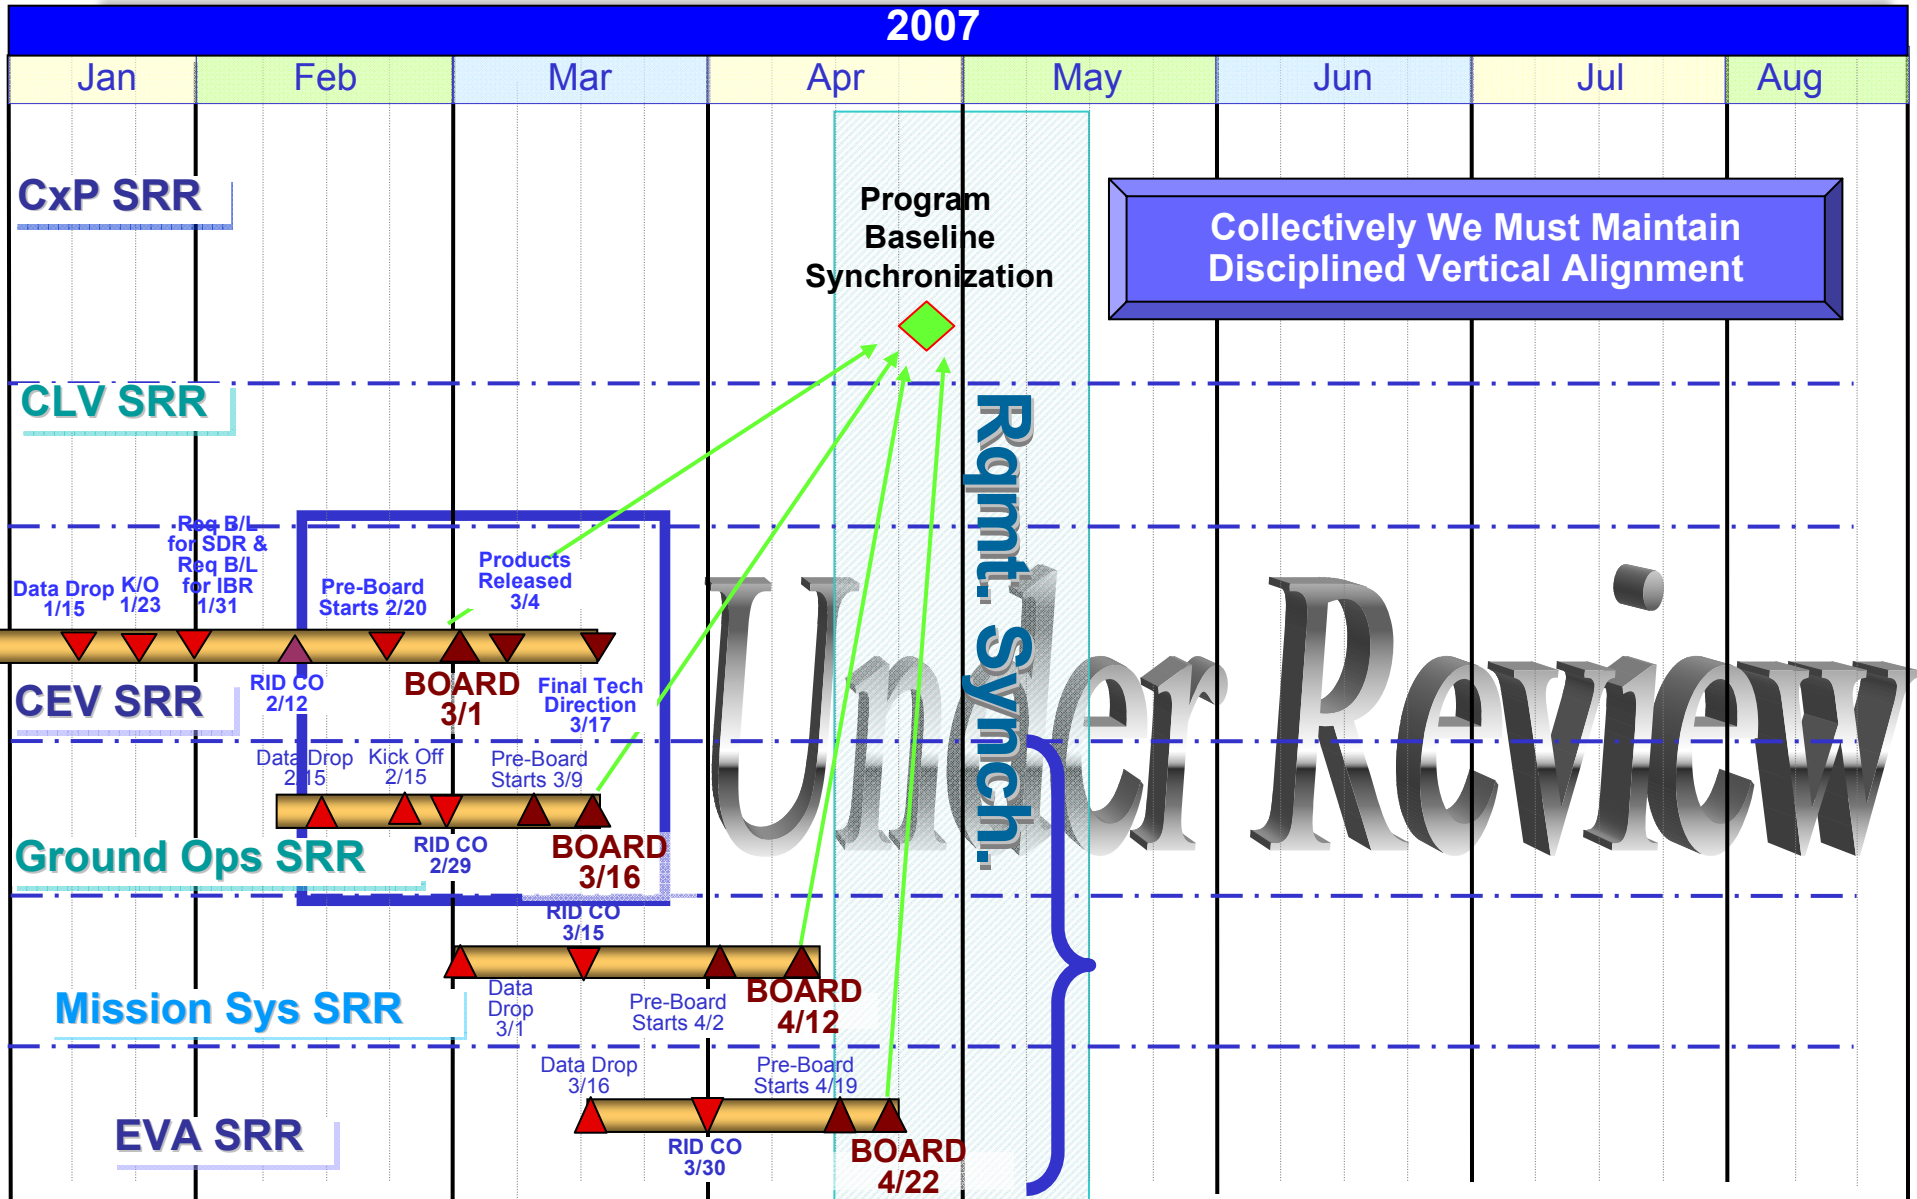 2007
Jan Feb Mar Apr May Jun Jul Aug
CxP SRR
Program
Baseline
Synchronization
Collectively We Must Maintain
Disciplined Vertical Alignment
CLV SRR
Rqmt. Synch.
Req B/L
for SDR &
Req B/L
for IBR
1/31
Data Drop
1/15
K/O
1/23
Pre-Board
Starts 2/20
Products
Released
3/4
Under Review
CEV SRR
RID CO
2/12
BOARD
3/1
Final Tech
Direction
3/17
Data Drop
2/15
Kick Off
2/15
Pre-Board
Starts 3/9
Ground Ops SRR
RID CO
2/29
BOARD
3/16
RID CO
3/15
Mission Sys SRR
Data
Drop
3/1
Pre-Board
Starts 4/2
BOARD
4/12
Data Drop
3/16
Pre-Board
Starts 4/19
EVA SRR
RID CO
3/30
BOARD
4/22